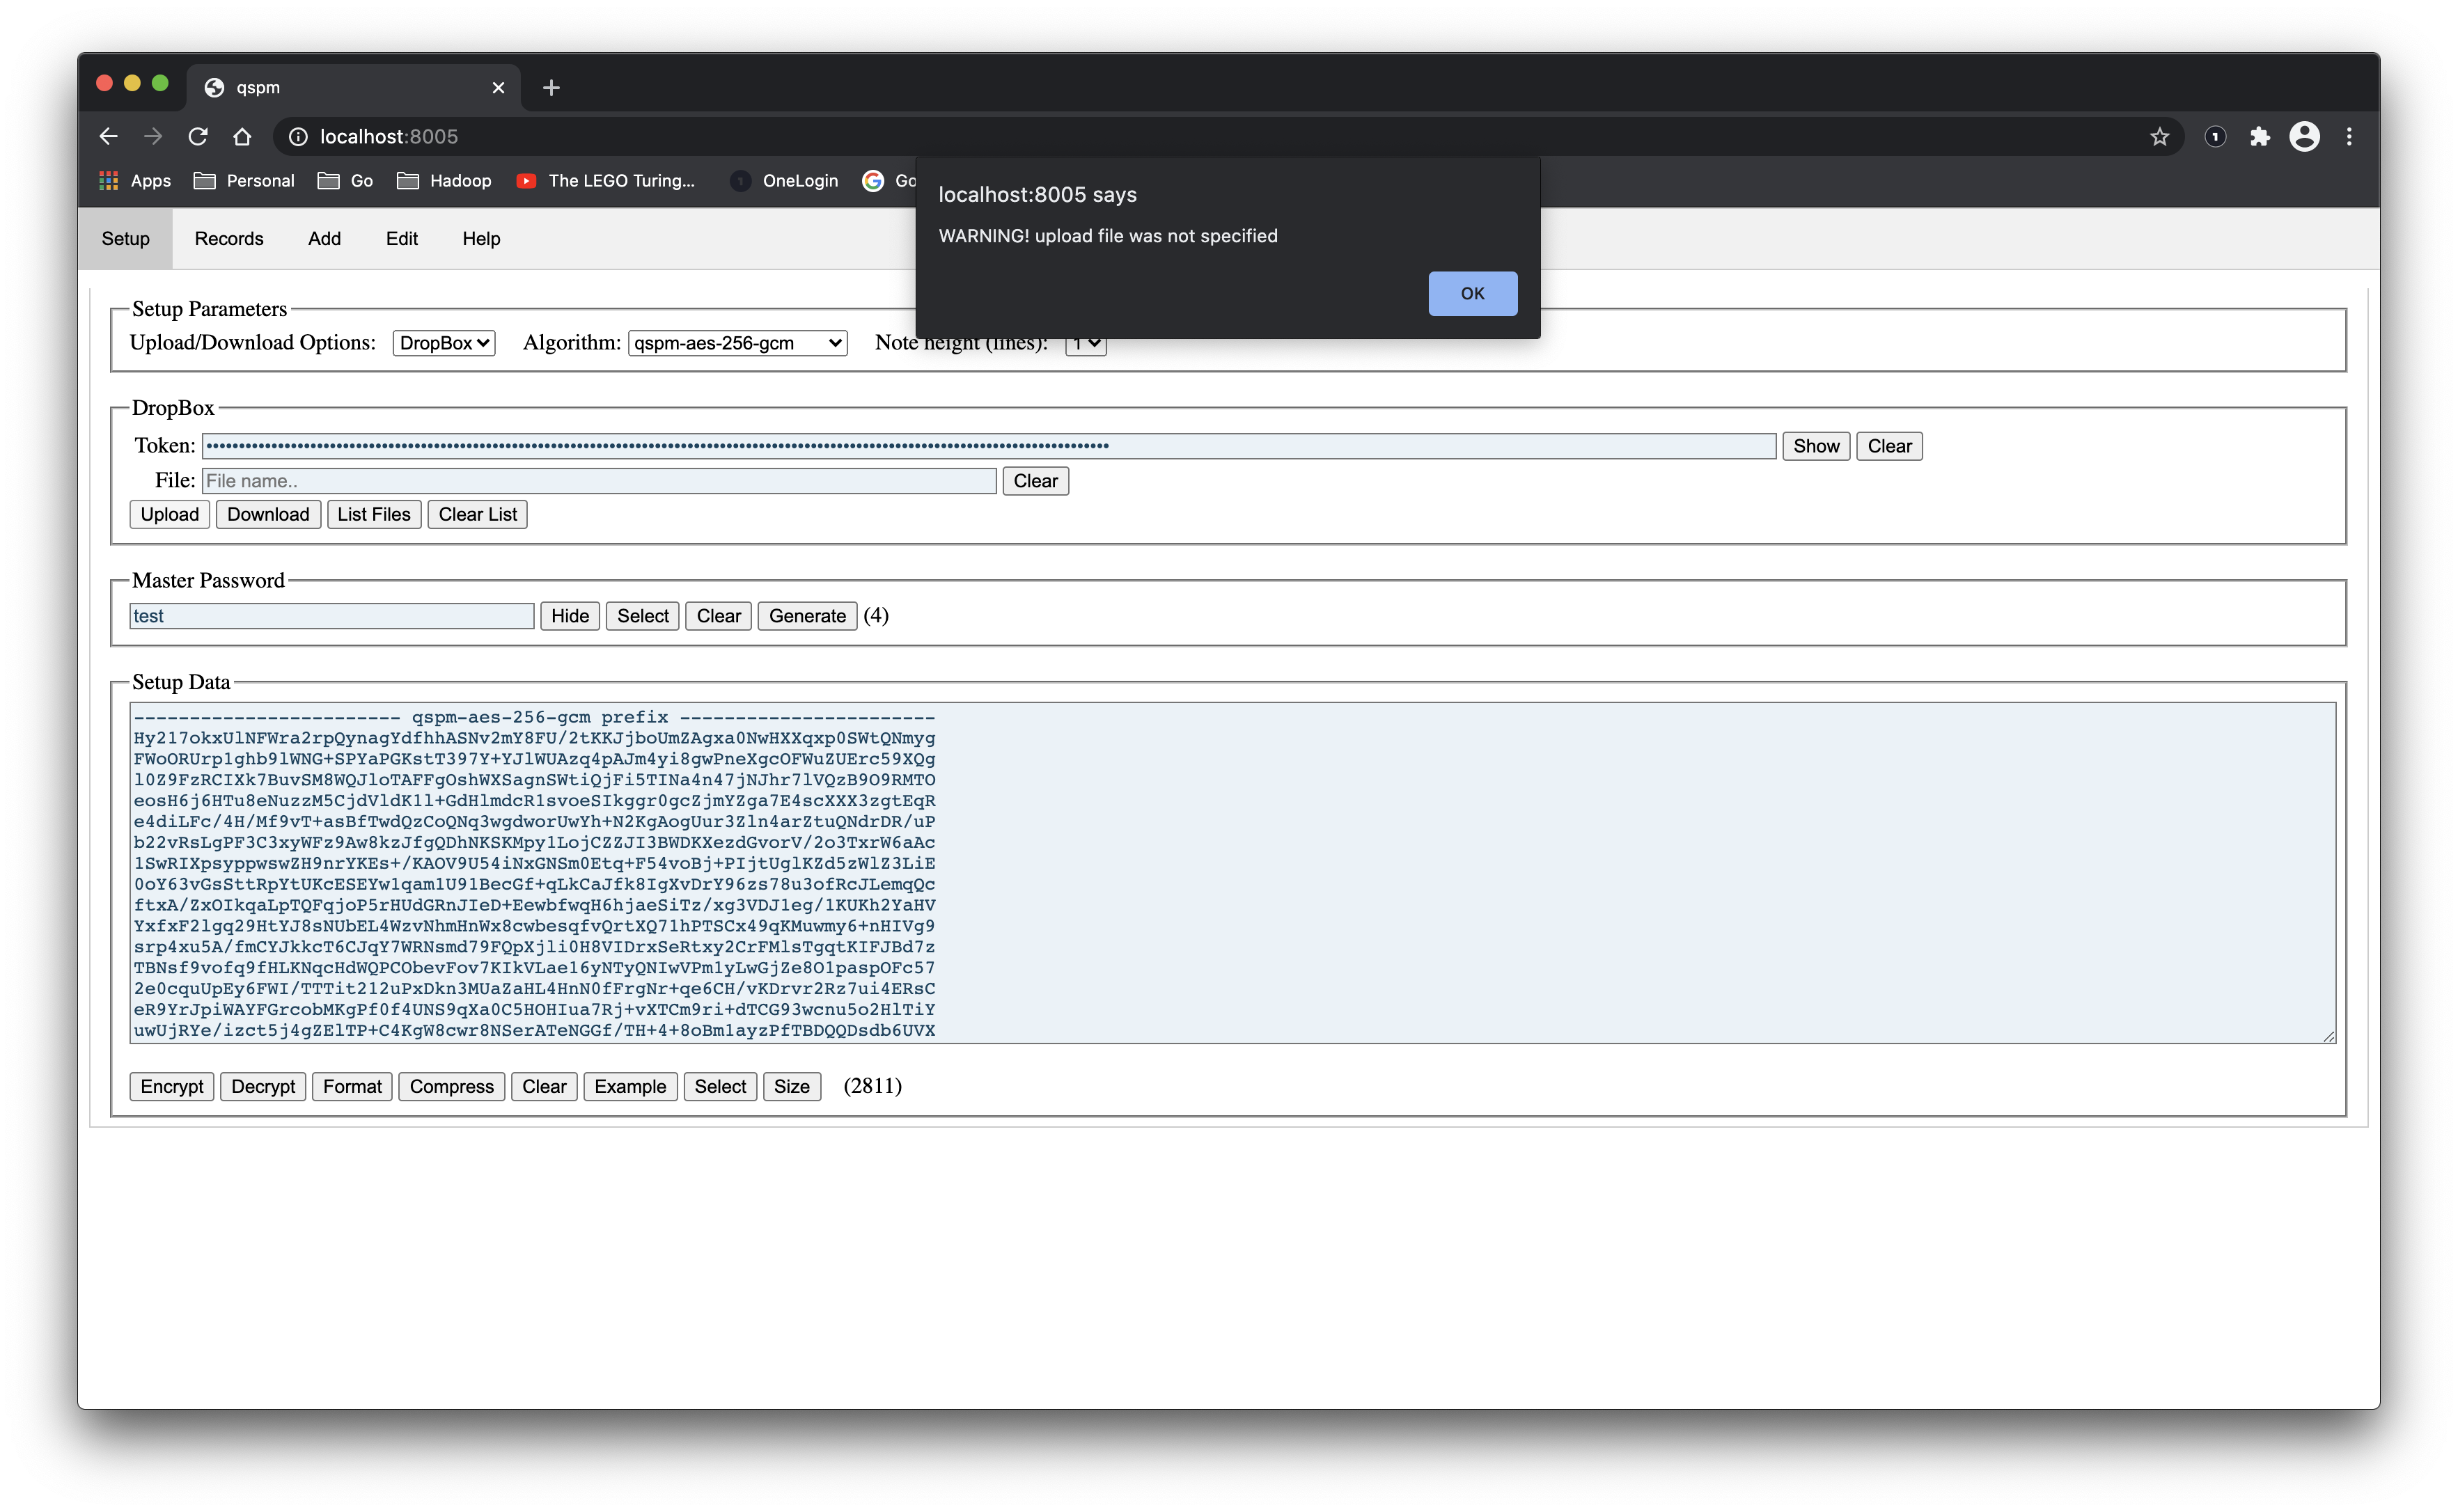 qspm
localhost:8005
Apps Personal Go Hadoop The LEGO Turing... OneLogin Go
localhost:8005 says
WARNING! upload file was not specified
OK
Setup Records Add Edit Help
Setup Parameters
Upload/Download Options: DropBox Algorithm: qspm-aes-256-gcm Note height (lines): 1
DropBox
Token: Show Clear
File: File name.. Clear
Upload Download List Files Clear List
Master Password
test Hide Select Clear Generate (4)
Setup Data
------------------------ qspm-aes-256-gcm prefix -----------------------
Hy217okxUlNFWra2rpQynagYdfhhASNv2mY8FU/2tKKJjboUmZAgxa0NwHXXqxp0SWtQNmyg
FWoORUrp1ghb9lWNG+SPYaPGKstT397Y+YJlWUAzq4pAJm4yi8gwPneXgcOFWuZUErc59XQg
l0Z9FzRCIXk7BuvSM8WQJloTAFFgOshWXSagnSWtiQjFi5TINa4n47jNJhr7lVQzB9O9RMTO
eosH6j6HTu8eNuzzM5CjdVldK1l+GdHlmdcR1svoeSIkggr0gcZjmYZga7E4scXXX3zgtEqR
e4diLFc/4H/Mf9vT+asBfTwdQzCoQNq3wgdworUwYh+N2KgAogUur3Zln4arZtuQNdrDR/uP
b22vRsLgPF3C3xyWFz9Aw8kzJfgQDhNKSKMpy1LojCZZJI3BWDKXezdGvorV/2o3TxrW6aAc
1SwRIXpsyppwswZH9nrYKEs+/KAOV9U54iNxGNSm0Etq+F54voBj+PIjtUglKZd5zWlZ3LiE
0oY63vGsSttRpYtUKcESEYw1qam1U91BecGf+qLkCaJfk8IgXvDrY96zs78u3ofRcJLemqQc
ftxA/ZxOIkqaLpTQFqjoP5rHUdGRnJIeD+EewbfwqH6hjaeSiTz/xg3VDJ1eg/1KUKh2YaHV
YxfxF2lgq29HtYJ8sNUbEL4WzvNhmHnWx8cwbesqfvQrtXQ71hPTSCx49qKMuwmy6+nHIVg9
srp4xu5A/fmCYJkkcT6CJqY7WRNsmd79FQpXjli0H8VIDrxSeRtxy2CrFMlsTgqtKIFJBd7z
TBNsf9vofq9fHLKNqcHdWQPCObevFov7KIkVLae16yNTyQNIwVPm1yLwGjZe8O1paspOFc57
2e0cquUpEy6FWI/TTTit212uPxDkn3MUaZaHL4HnN0fFrgNr+qe6CH/vKDrvr2Rz7ui4ERsC
eR9YrJpiWAYFGrcobMKgPf0f4UNS9qXa0C5HOHIua7Rj+vXTCm9ri+dTCG93wcnu5o2HlTiY
uwUjRYe/izct5j4gZElTP+C4KgW8cwr8NSerATeNGGf/TH+4+8oBm1ayzPfTBDQQDsdb6UVX
Encrypt Decrypt Format Compress Clear Example Select Size (2811)